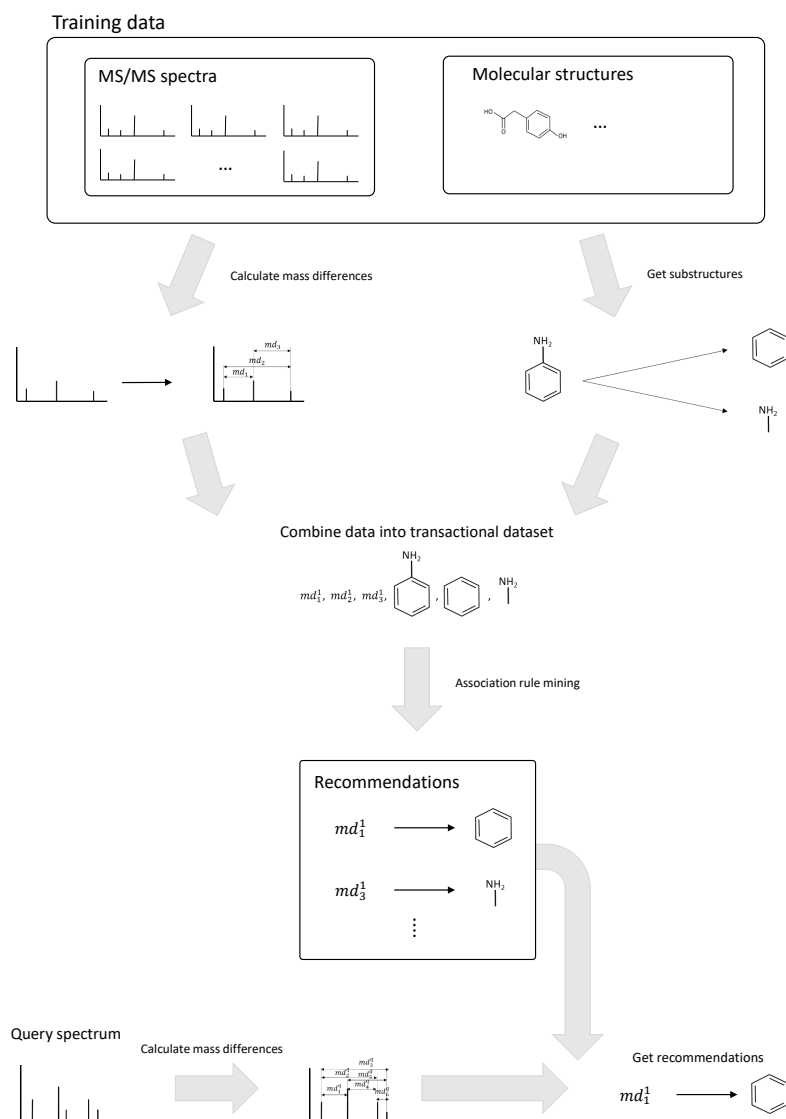 Training data
MS/MS spectra
Molecular structures
HO
O
OH
...
...
Calculate mass differences
Get substructures
md₃
md₂
md₁
NH₂
NH₂
Combine data into transactional dataset
NH₂
md₁¹, md₂¹, md₃¹, , , NH₂
Association rule mining
Recommendations
md₁¹
md₃¹ NH₂
Query spectrum
Calculate mass differences
Get recommendations
md₁¹